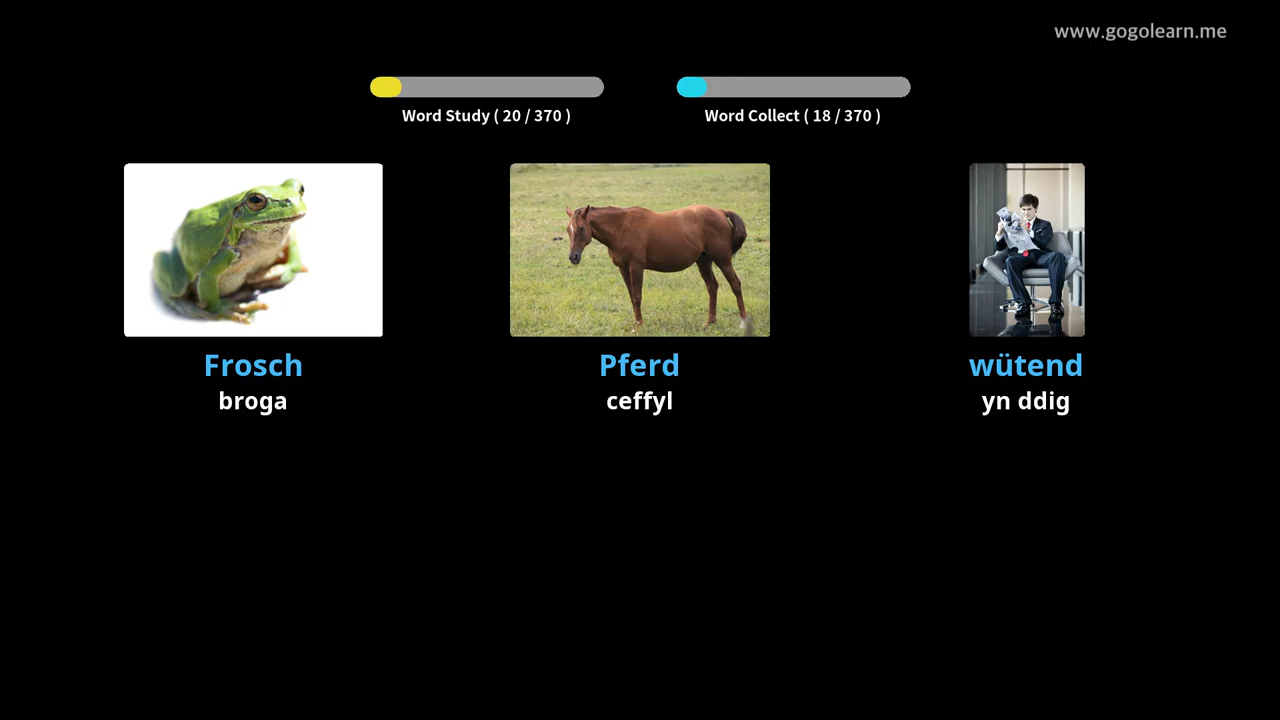 www.gogolearn.me
Word Study ( 20 / 370 )
Word Collect ( 18 / 370 )
Frosch
broga
Pferd
ceffyl
wütend
yn ddig